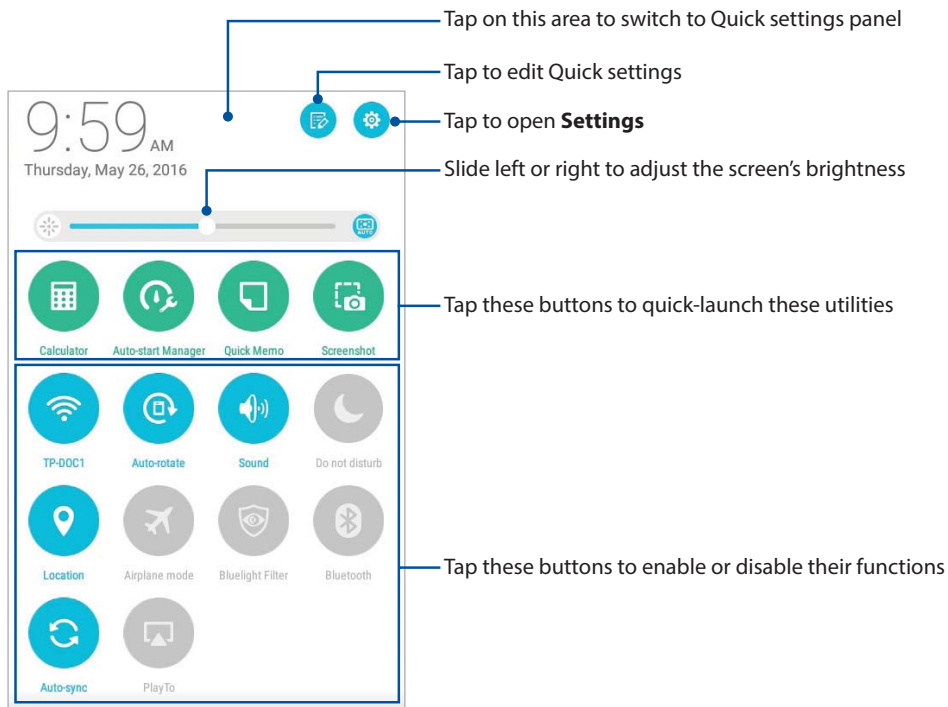 Tap on this area to switch to Quick settings panel
Tap to edit Quick settings
Tap to open Settings
9:59 AM
Thursday, May 26, 2016
Slide left or right to adjust the screen's brightness
AUTO
Tap these buttons to quick-launch these utilities
Calculator Auto-start Manager Quick Memo Screenshot
TP-DOC1 Auto-rotate Sound Do not disturb
Location Airplane mode Bluelight Filter Bluetooth
Tap these buttons to enable or disable their functions
Auto-sync PlayTo